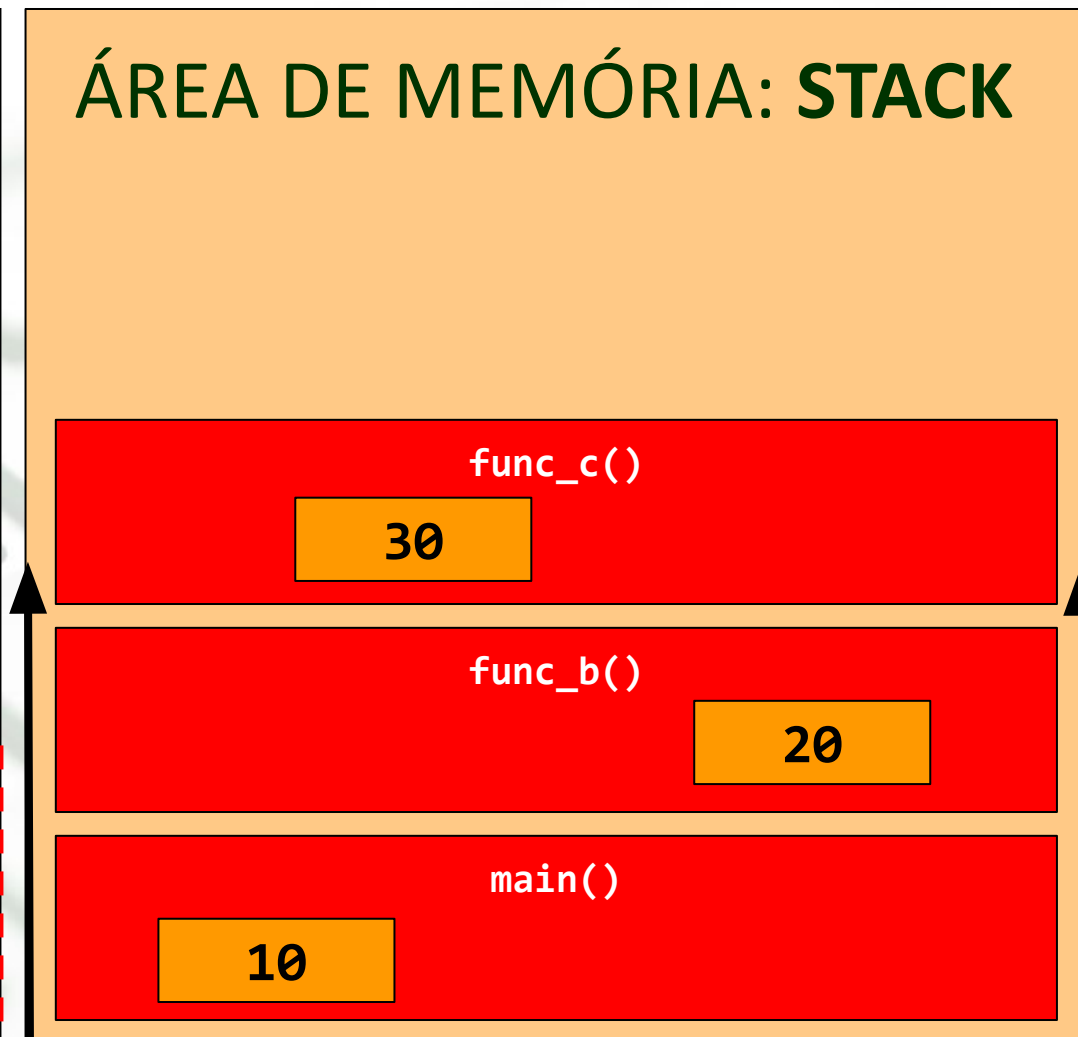 ÁREA DE MEMÓRIA: STACK
func_c()
30
func_b()
20
main()
10